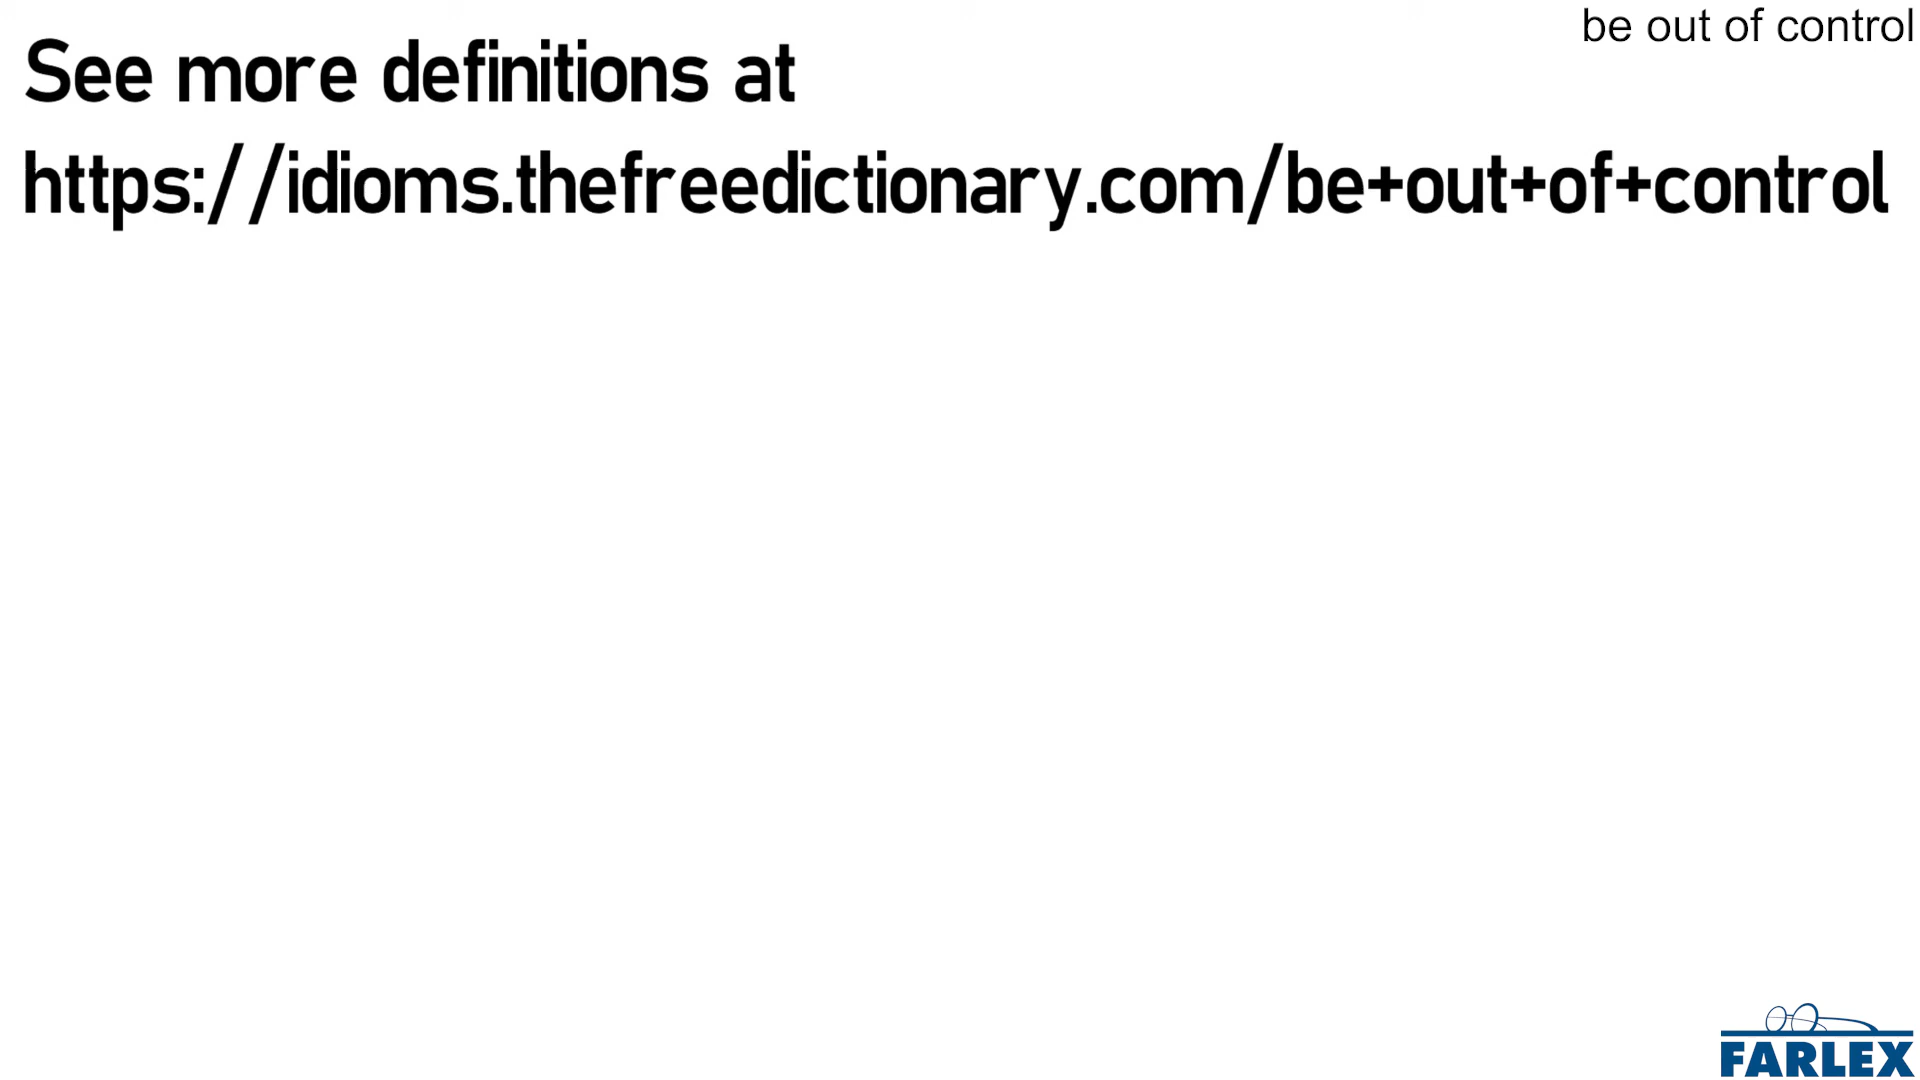 be out of control
See more definitions at
https://idioms.thefreedictionary.com/be+out+of+control
FARLEX